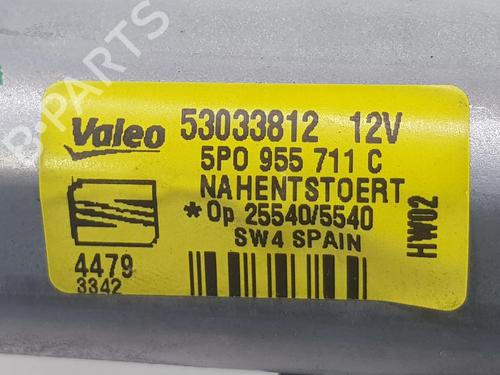 B-PARTS
Valeo 53033812 12V
5P0 955 711 C
NAHENTSTOERT
*Op 25540/5540
SW4 SPAIN
HW02
4479
3342